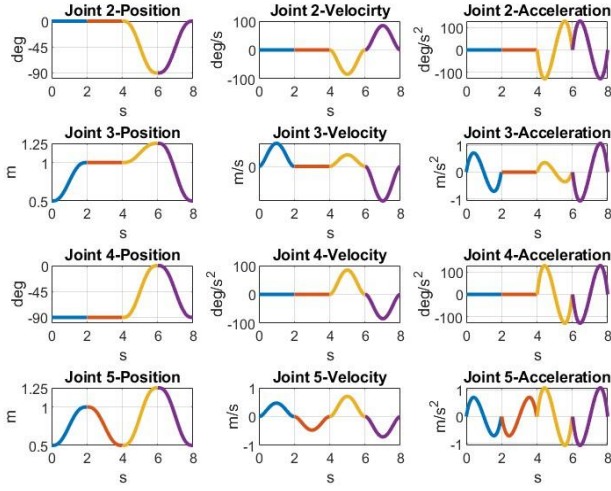 Joint 2-Position
deg
0
-45
-90
0 2 4 6 8
s
Joint 2-Velocirty
deg/s
100
0
-100
0 2 4 6 8
s
Joint 2-Acceleration
deg/s²
100
0
-100
0 2 4 6 8
s
Joint 3-Position
m
1.25
1
0.5
0 2 4 6 8
s
Joint 3-Velocity
m/s
0
0 2 4 6 8
s
Joint 3-Acceleration
m/s²
1
0
-1
0 2 4 6 8
s
Joint 4-Position
deg
0
-45
-90
0 2 4 6 8
s
Joint 4-Velocity
deg/s²
100
0
-100
0 2 4 6 8
s
Joint 4-Acceleration
deg/s²
100
0
-100
0 2 4 6 8
s
Joint 5-Position
m
1.25
1
0.5
0 2 4 6 8
s
Joint 5-Velocity
m/s
1
0
-1
0 2 4 6 8
s
Joint 5-Acceleration
m/s²
1
0
-1
0 2 4 6 8
s